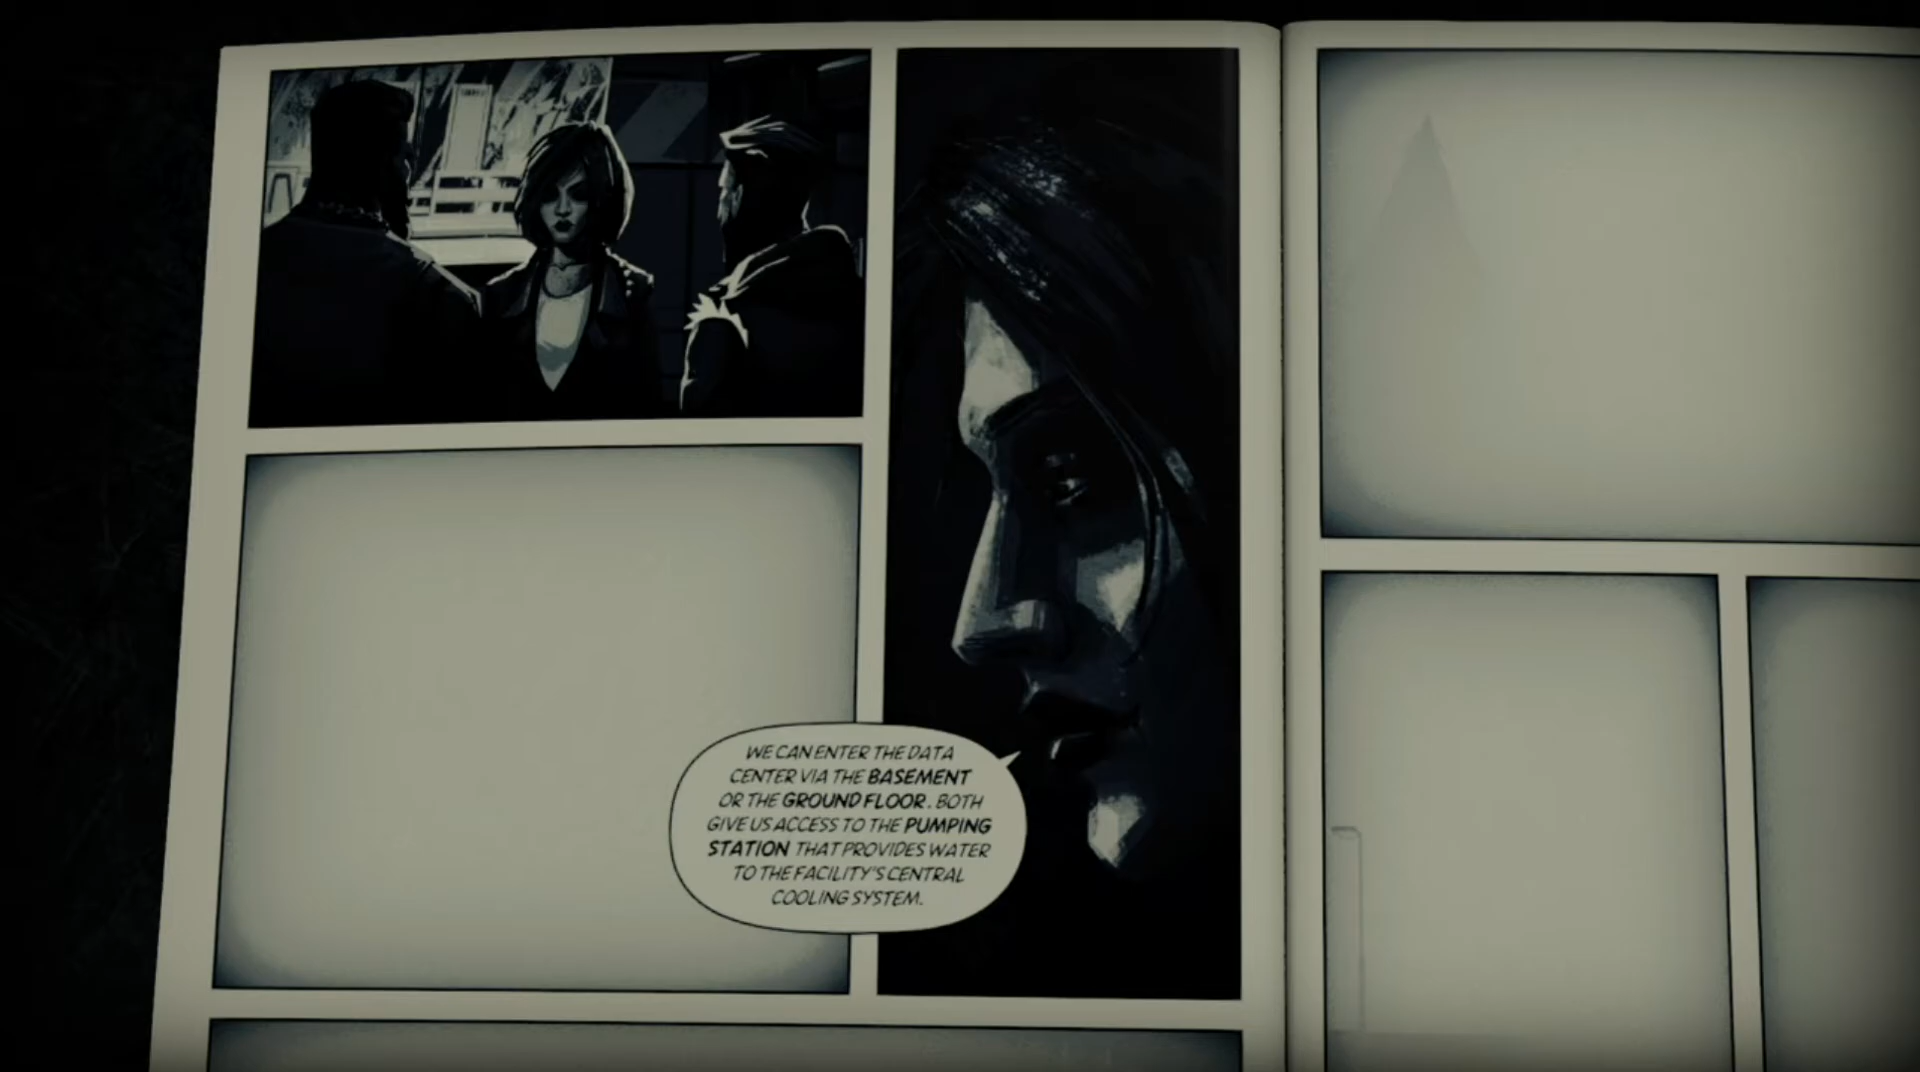 WE CAN ENTER THE DATA
CENTER VIA THE BASEMENT
OR THE GROUND FLOOR. BOTH
GIVE US ACCESS TO THE PUMPING
STATION THAT PROVIDES WATER
TO THE FACILITY'S CENTRAL
COOLING SYSTEM.